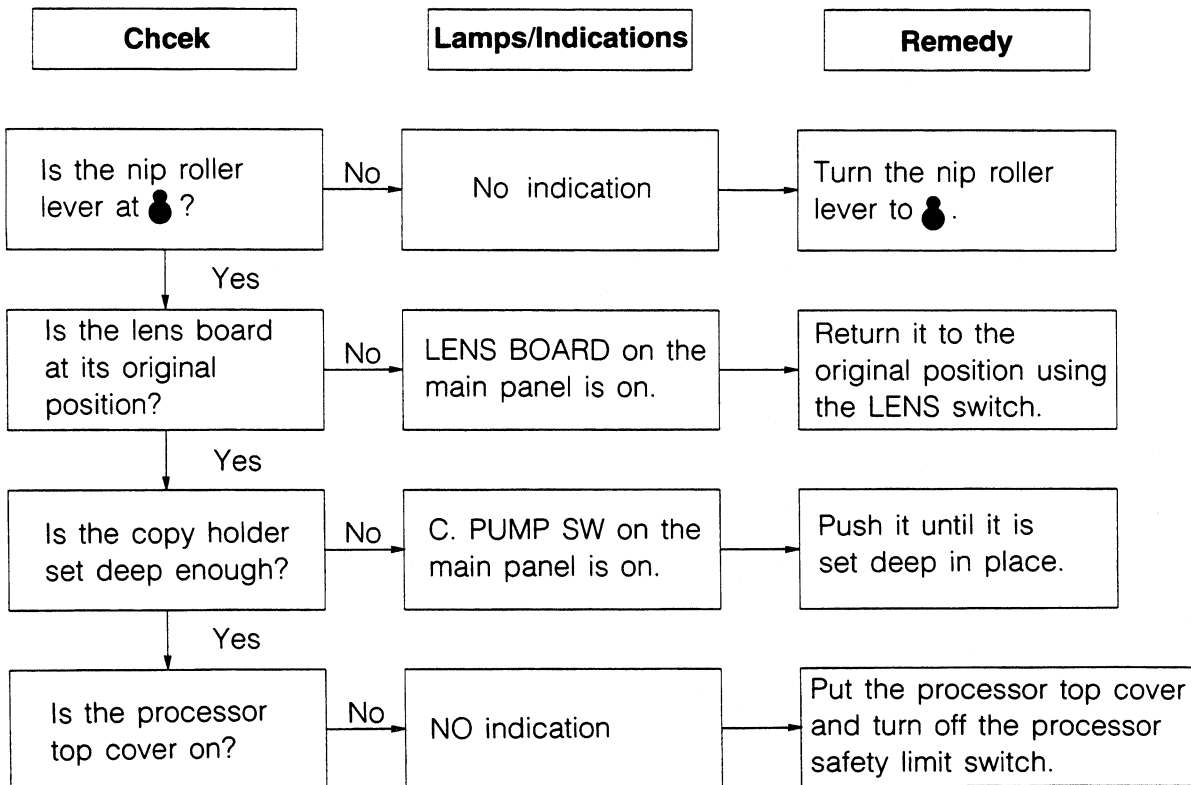 Chcek
Lamps/Indications
Remedy
Is the nip roller
lever at ?
No
No indication
Turn the nip roller
lever to .
Yes
Is the lens board
at its original
position?
No
LENS BOARD on the
main panel is on.
Return it to the
original position using
the LENS switch.
Yes
Is the copy holder
set deep enough?
No
C. PUMP SW on the
main panel is on.
Push it until it is
set deep in place.
Yes
Is the processor
top cover on?
No
NO indication
Put the processor top cover
and turn off the processor
safety limit switch.